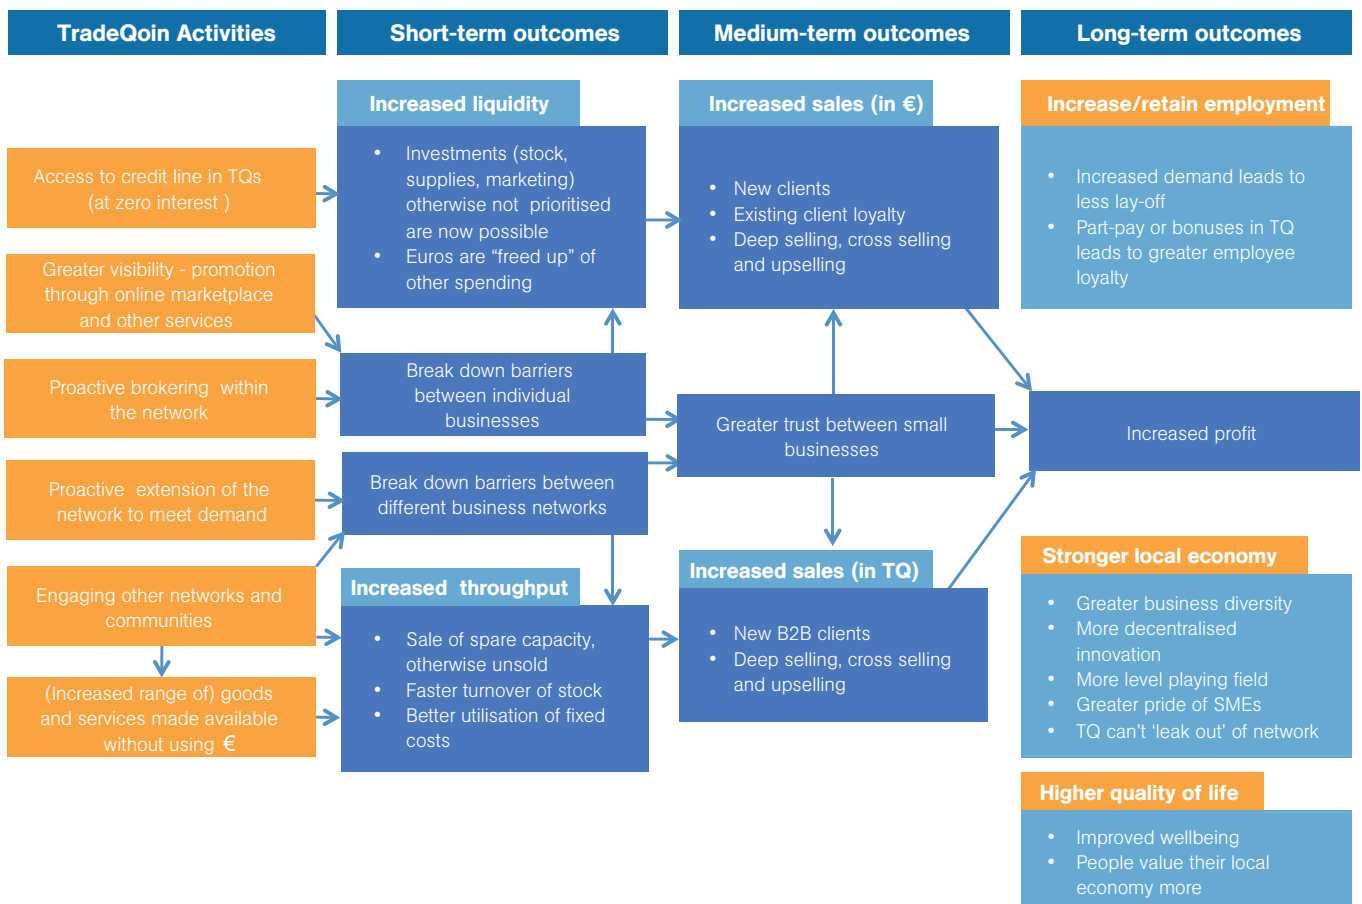 TradeQoin Activities
Short-term outcomes
Medium-term outcomes
Long-term outcomes
Access to credit line in TQs
(at zero interest )
Greater visibility - promotion
through online marketplace
and other services
Proactive brokering within
the network
Proactive extension of the
network to meet demand
Engaging other networks and
communities
(Increased range of) goods
and services made available
without using €
Increased liquidity
• Investments (stock,
supplies, marketing)
otherwise not prioritised
are now possible
• Euros are “freed up” of
other spending
Break down barriers
between individual
businesses
Break down barriers between
different business networks
Increased throughput
• Sale of spare capacity,
otherwise unsold
• Faster turnover of stock
• Better utilisation of fixed
costs
Increased sales (in €)
• New clients
• Existing client loyalty
• Deep selling, cross selling
and upselling
Greater trust between small
businesses
Increased sales (in TQ)
• New B2B clients
• Deep selling, cross selling
and upselling
Increase/retain employment
• Increased demand leads to
less lay-off
• Part-pay or bonuses in TQ
leads to greater employee
loyalty
Increased profit
Stronger local economy
• Greater business diversity
• More decentralised
innovation
• More level playing field
• Greater pride of SMEs
• TQ can’t ‘leak out’ of network
Higher quality of life
• Improved wellbeing
• People value their local
economy more